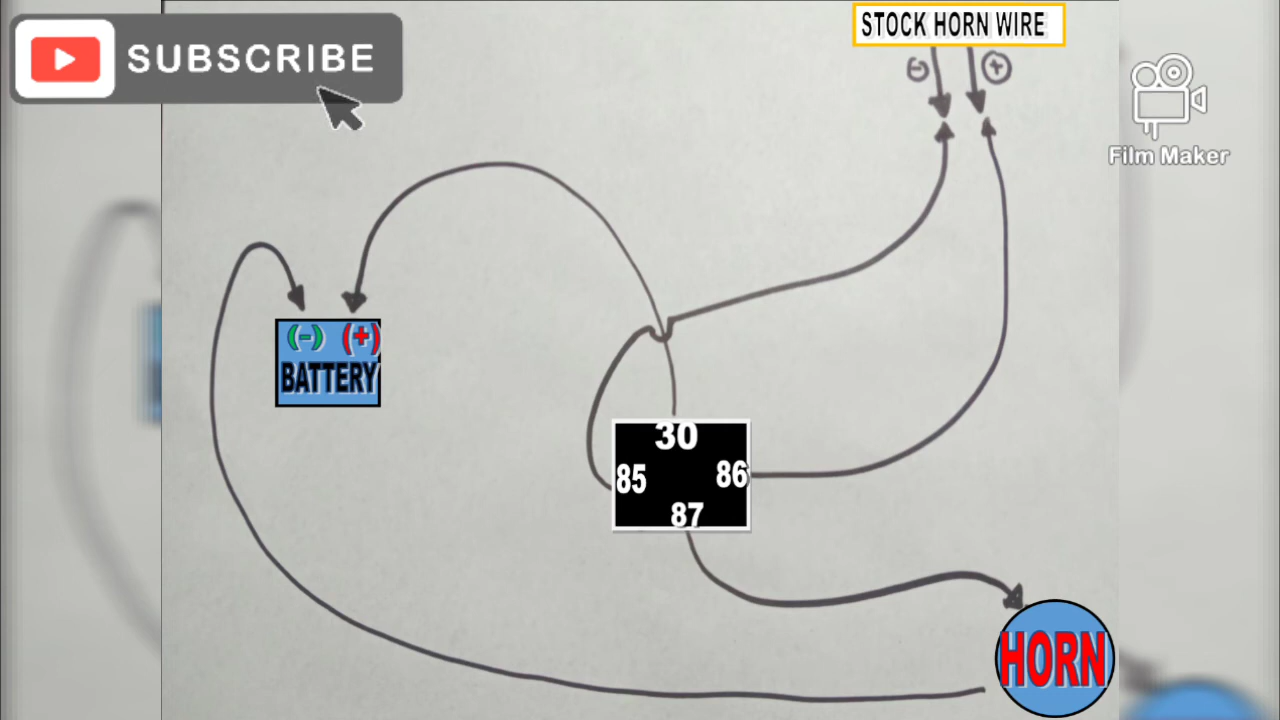 SUBSCRIBE
STOCK HORN WIRE
(-) (+)
Film Maker
(-) (+)
BATTERY
30
85 86
87
HORN